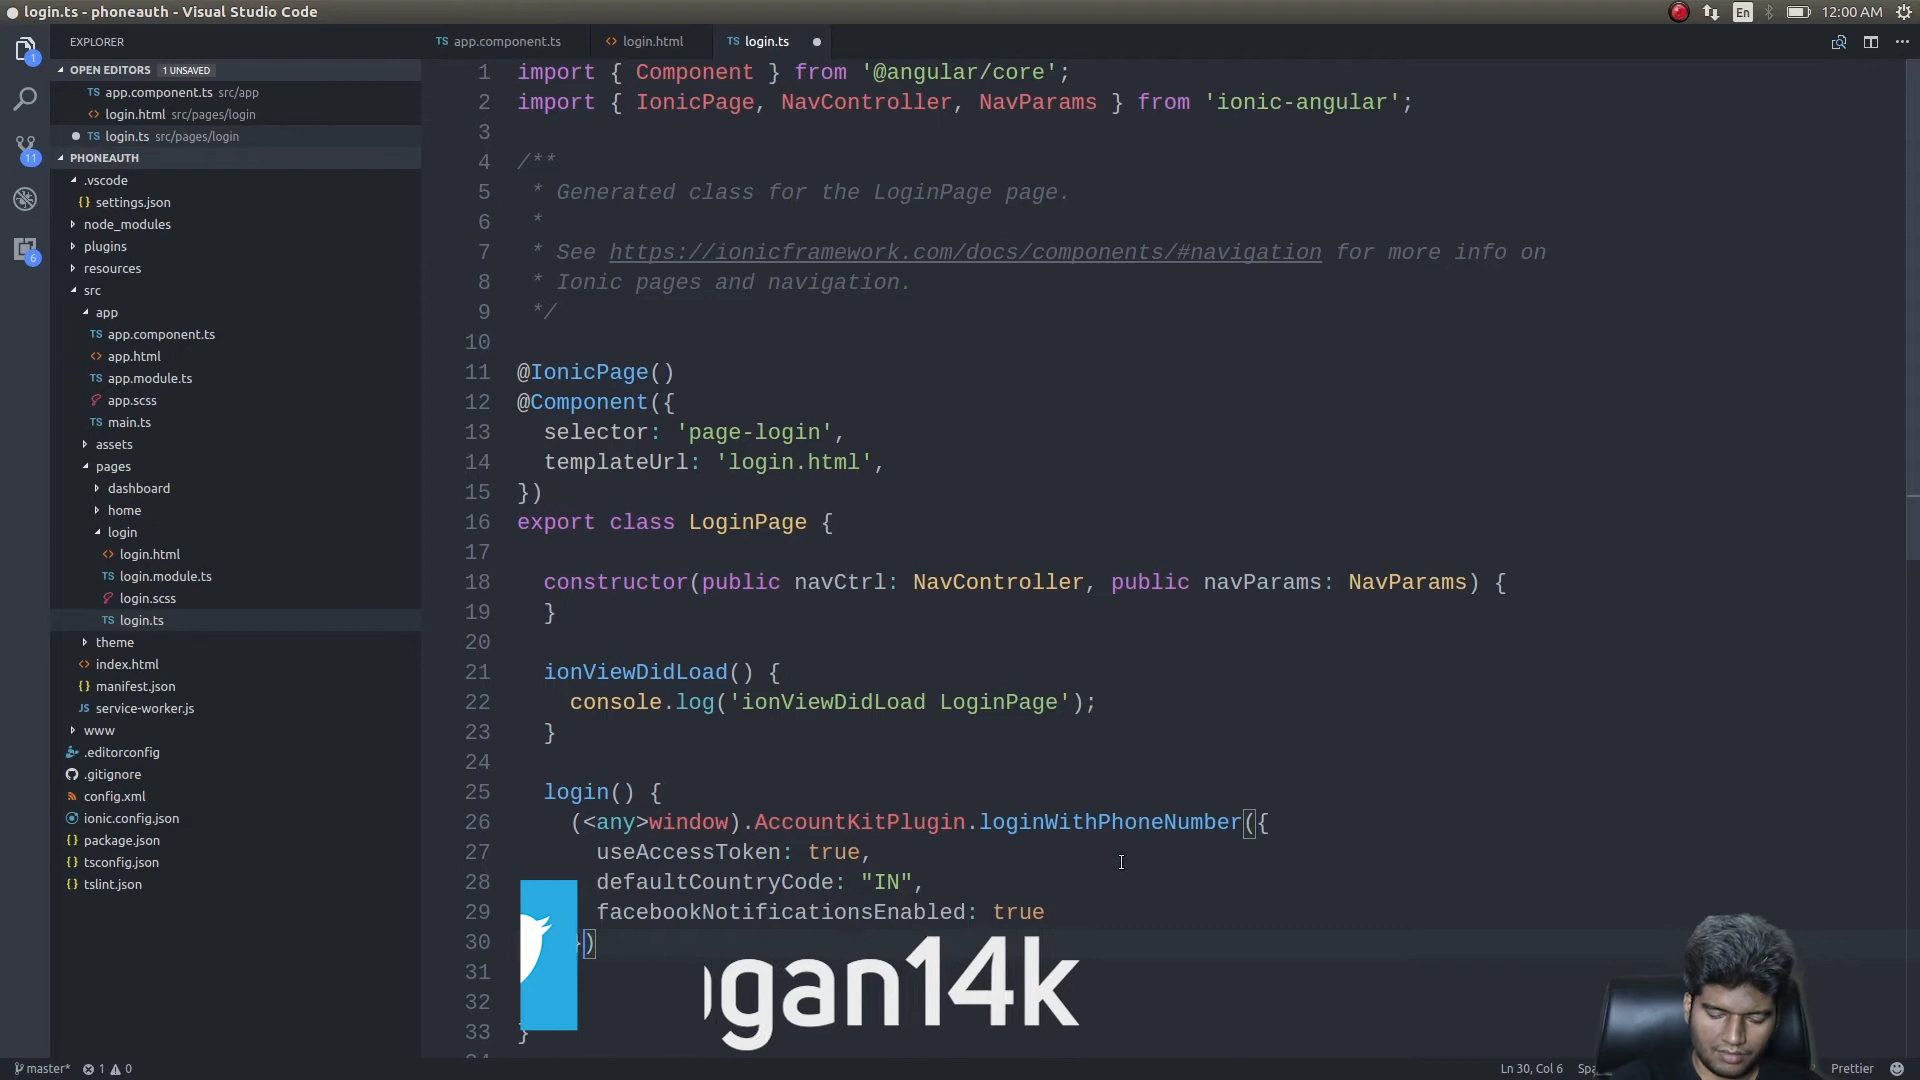 login.ts - phoneauth - Visual Studio Code
En
12:00 AM
EXPLORER
app.component.ts
login.html
login.ts
OPEN EDITORS 1 UNSAVED
app.component.ts src/app
login.html src/pages/login
login.ts src/pages/login
PHONEAUTH
.vscode
settings.json
node_modules
plugins
resources
src
app
app.component.ts
app.html
app.module.ts
app.scss
main.ts
assets
pages
dashboard
home
login
login.html
login.module.ts
login.scss
login.ts
theme
index.html
manifest.json
service-worker.js
www
.editorconfig
.gitignore
config.xml
ionic.config.json
package.json
tsconfig.json
tslint.json
1
11
6
1 import { Component } from '@angular/core';
2 import { IonicPage, NavController, NavParams } from 'ionic-angular';
3
4 /**
5 * Generated class for the LoginPage page.
6 *
7 * See https://ionicframework.com/docs/components/#navigation for more info on
8 * Ionic pages and navigation.
9 */
10
11 @IonicPage()
12 @Component({
13 selector: 'page-login',
14 templateUrl: 'login.html',
15 })
16 export class LoginPage {
17
18 constructor(public navCtrl: NavController, public navParams: NavParams) {
19 }
20
21 ionViewDidLoad() {
22 console.log('ionViewDidLoad LoginPage');
23 }
24
25 login() {
26 (<any>window).AccountKitPlugin.loginWithPhoneNumber({
27 useAccessToken: true,
28 defaultCountryCode: "IN",
29 facebookNotificationsEnabled: true
30 })
31
32
33 }
gan14k
master* 1 0
Ln 30, Col 6
Prettier